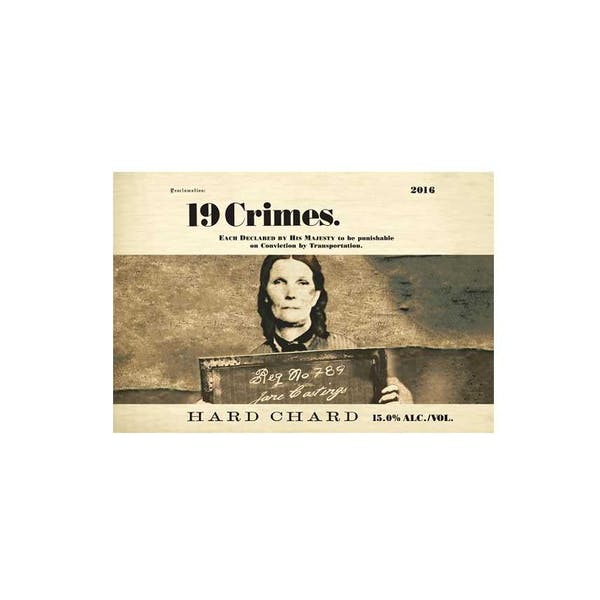 Proclamation:
2016
19 Crimes.
Each Declared by His Majesty to be punishable
on Conviction by Transportation.
Reg No 789
Jane Castings
HARD CHARD 15.0% ALC./VOL.